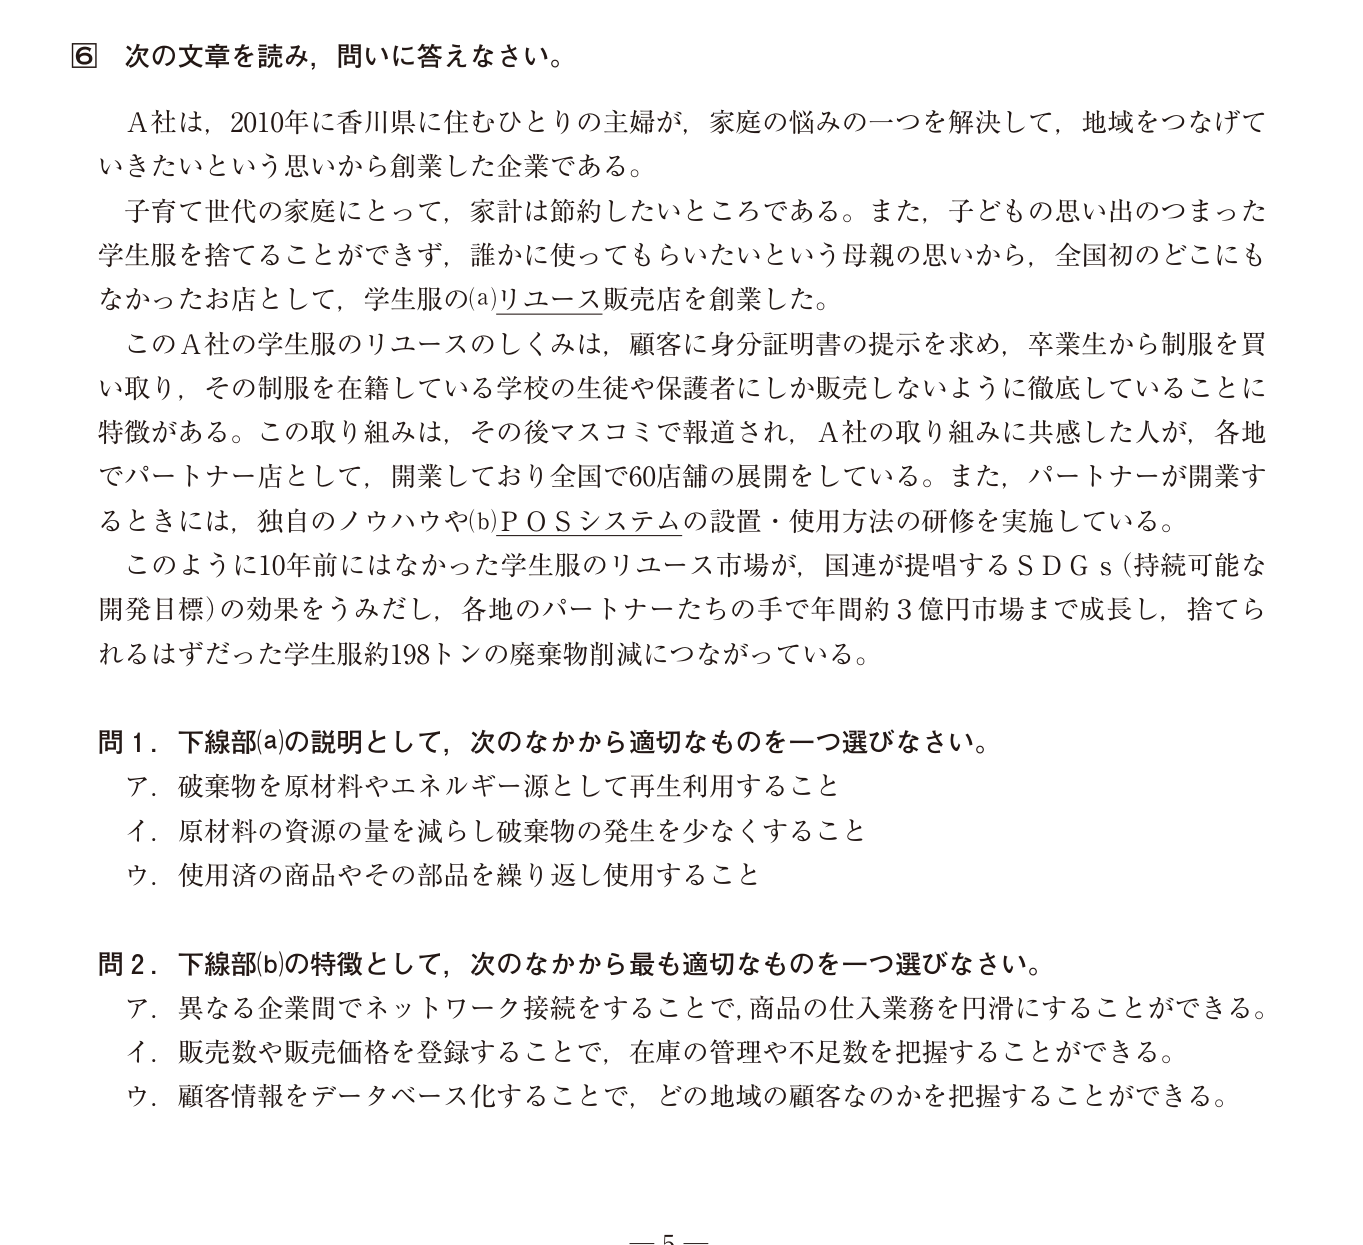 6 次の文章を読み，問いに答えなさい。
A社は，2010年に香川県に住むひとりの主婦が，家庭の悩みの一つを解決して，地域をつなげて
いきたいという思いから創業した企業である。
子育て世代の家庭にとって，家計は節約したいところである。また，子どもの思い出のつまった
学生服を捨てることができず，誰かに使ってもらいたいという母親の思いから，全国初のどこにも
なかったお店として，学生服の(a)リユース販売店を創業した。
このA社の学生服のリユースのしくみは，顧客に身分証明書の提示を求め，卒業生から制服を買
い取り，その制服を在籍している学校の生徒や保護者にしか販売しないように徹底していることに
特徴がある。この取り組みは，その後マスコミで報道され，A社の取り組みに共感した人が，各地
でパートナー店として，開業しており全国で60店舗の展開をしている。また，パートナーが開業す
るときには，独自のノウハウや(b)ＰＯＳシステムの設置・使用方法の研修を実施している。
このように10年前にはなかった学生服のリユース市場が，国連が提唱するＳＤＧｓ（持続可能な
開発目標）の効果をうみだし，各地のパートナーたちの手で年間約３億円市場まで成長し，捨てら
れるはずだった学生服約198トンの廃棄物削減につながっている。
問１．下線部(a)の説明として，次のなかから適切なものを一つ選びなさい。
ア．破棄物を原材料やエネルギー源として再生利用すること
イ．原材料の資源の量を減らし破棄物の発生を少なくすること
ウ．使用済の商品やその部品を繰り返し使用すること
問２．下線部(b)の特徴として，次のなかから最も適切なものを一つ選びなさい。
ア．異なる企業間でネットワーク接続をすることで，商品の仕入業務を円滑にすることができる。
イ．販売数や販売価格を登録することで，在庫の管理や不足数を把握することができる。
ウ．顧客情報をデータベース化することで，どの地域の顧客なのかを把握することができる。
— 5 —